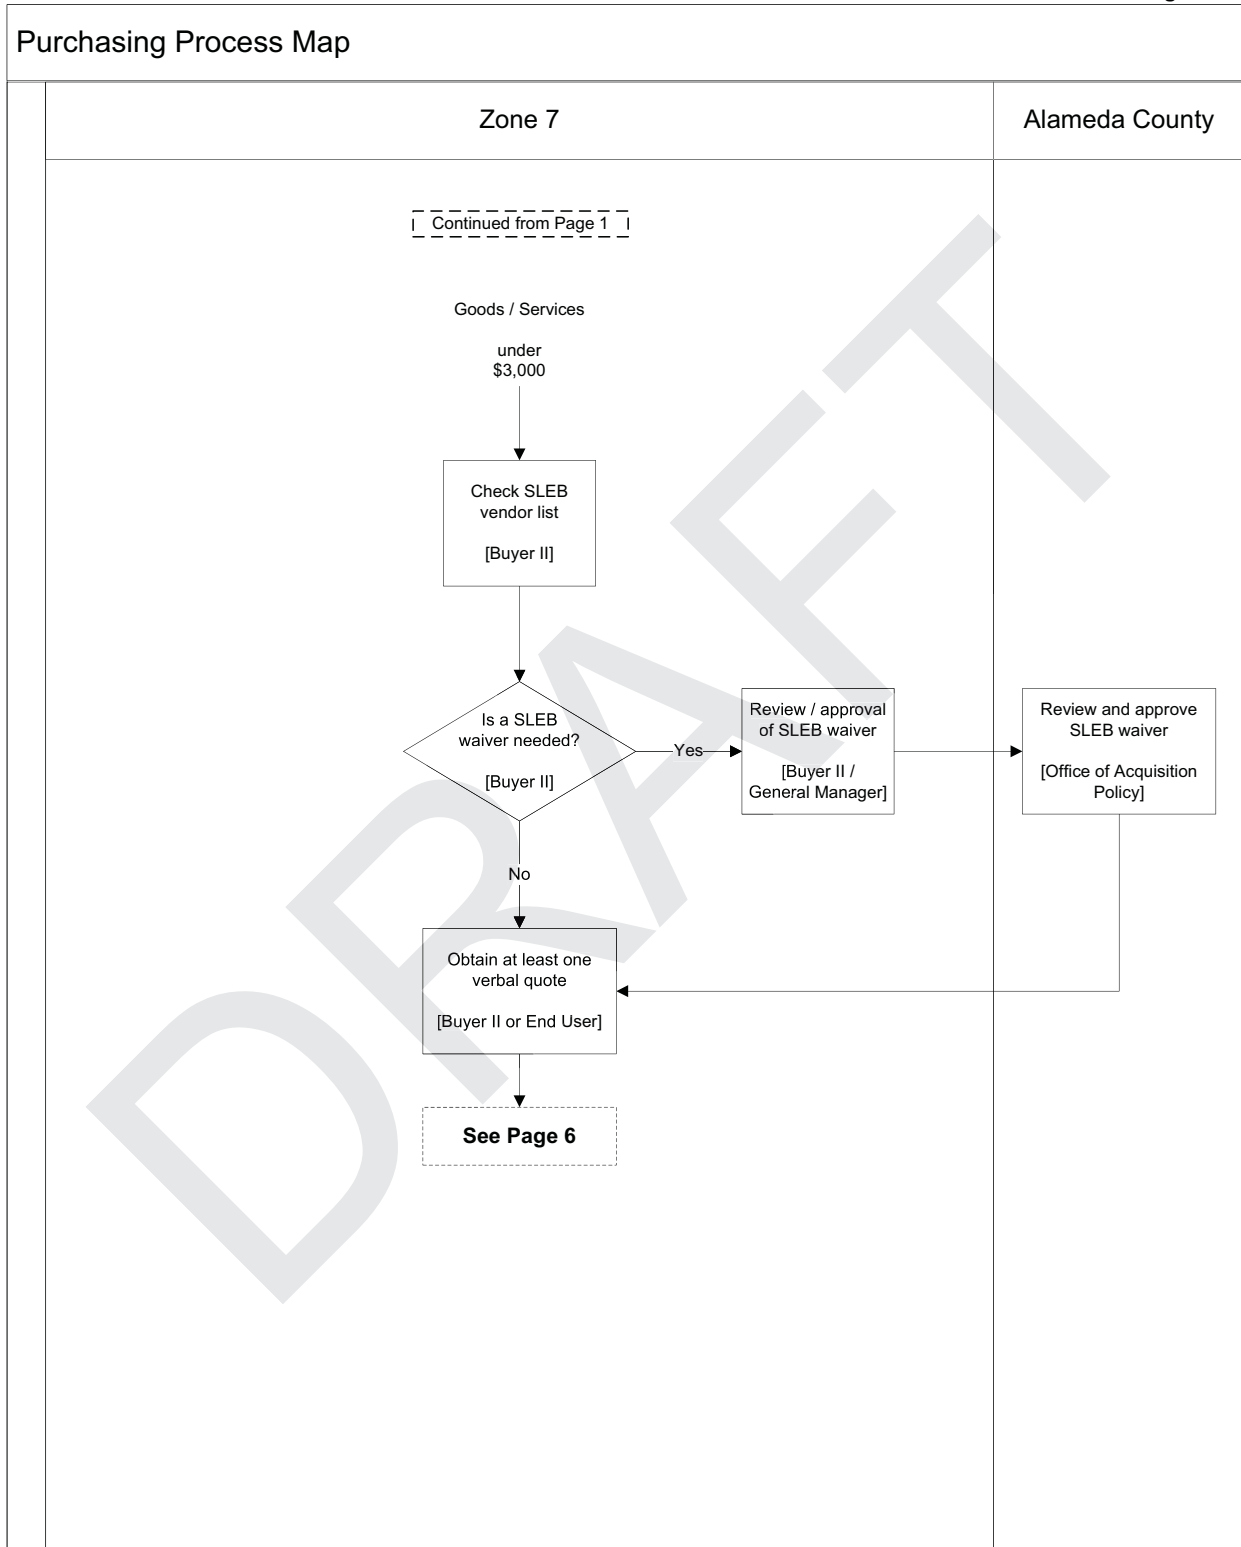 Purchasing Process Map
Zone 7
Alameda County
Continued from Page 1
Goods / Services
under
$3,000
Check SLEB
vendor list
[Buyer II]
Is a SLEB
waiver needed?
[Buyer II]
Yes
Review / approval
of SLEB waiver
[Buyer II /
General Manager]
Review and approve
SLEB waiver
[Office of Acquisition
Policy]
No
Obtain at least one
verbal quote
[Buyer II or End User]
See Page 6
DRAFT